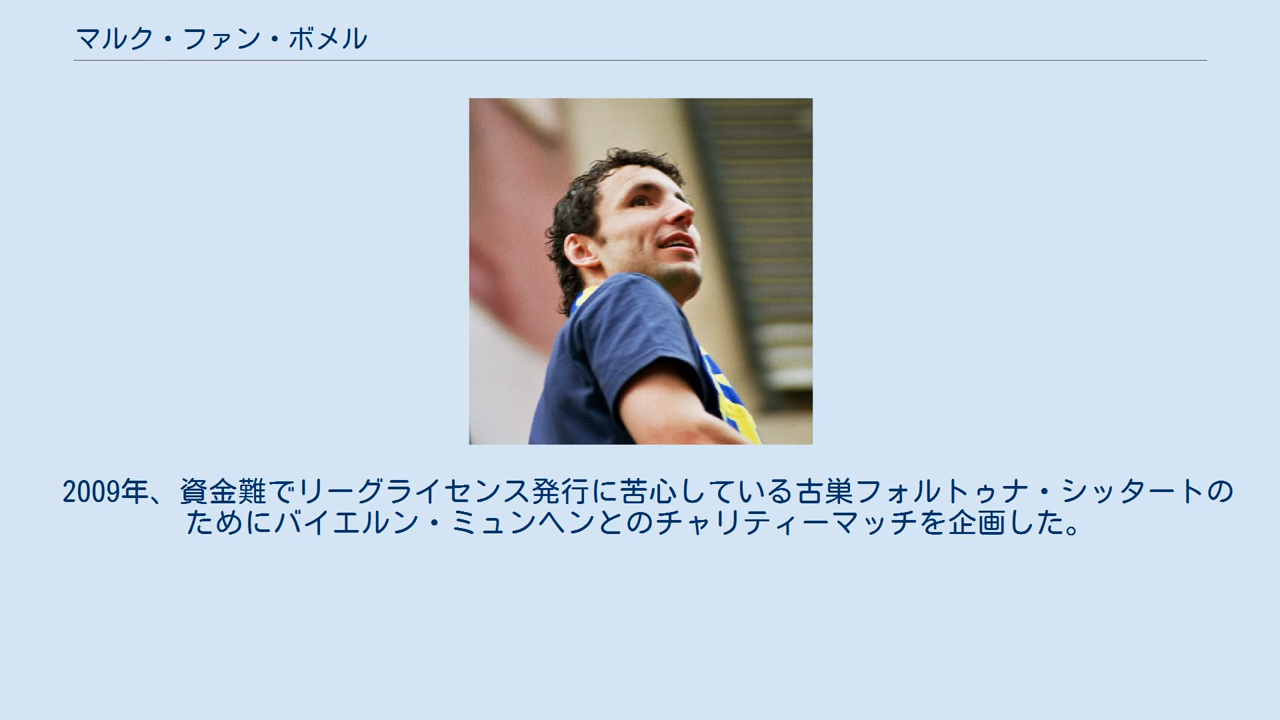 マルク・ファン・ボメル
2009年、資金難でリーグライセンス発行に苦心している古巣フォルトゥナ・シッタートの
ためにバイエルン・ミュンヘンとのチャリティーマッチを企画した。